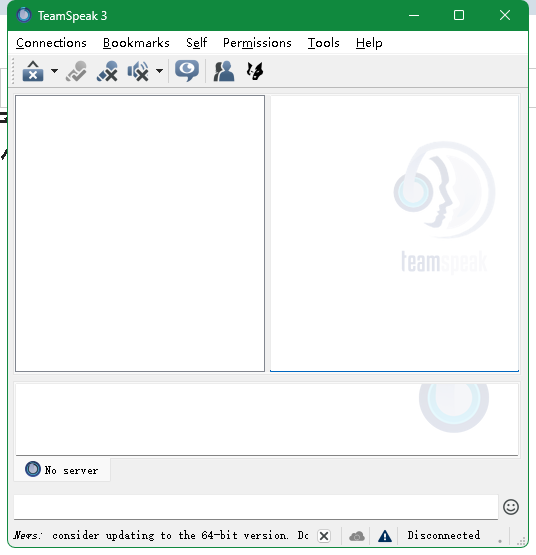 TeamSpeak 3
Connections Bookmarks Self Permissions Tools Help
teamspeak
No server
News: consider updating to the 64-bit version. Do
Disconnected